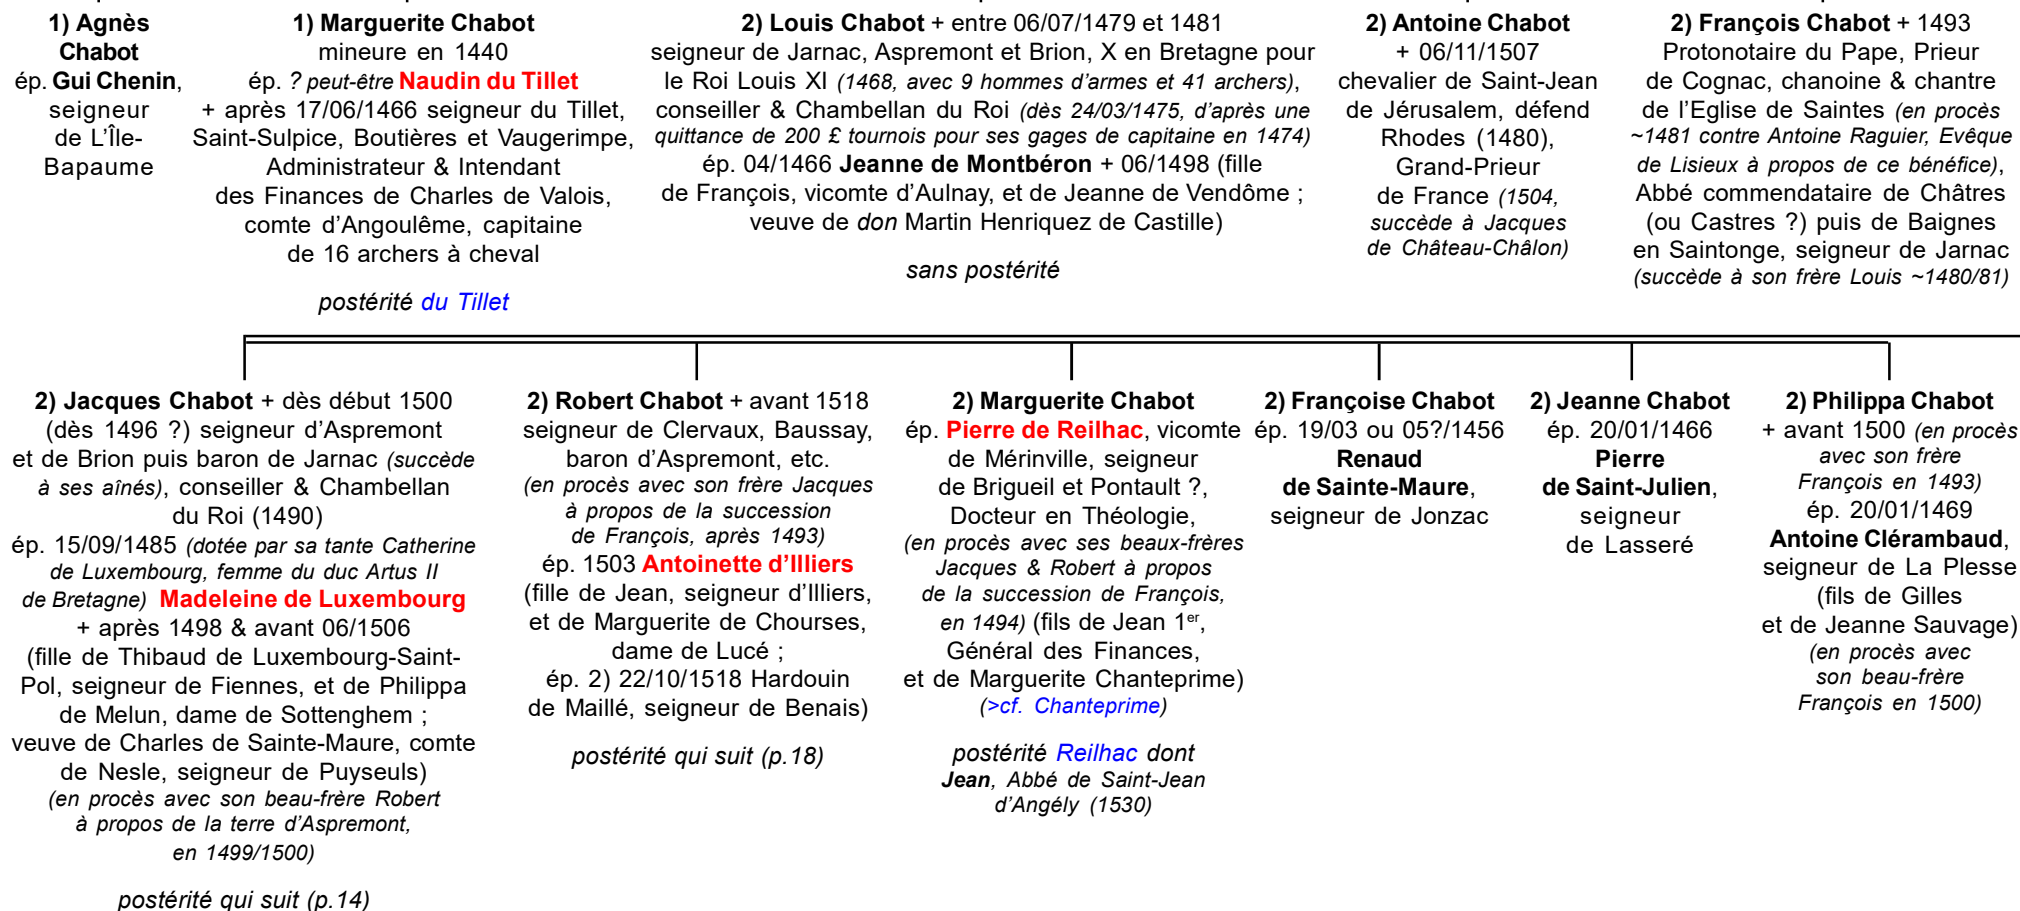 1) Agnès
Chabot
ép. Gui Chenin,
seigneur
de L’Île-
Bapaume
1) Marguerite Chabot
mineure en 1440
ép. ? peut-être Naudin du Tillet
+ après 17/06/1466 seigneur du Tillet,
Saint-Sulpice, Boutières et Vaugerimpe,
Administrateur & Intendant
des Finances de Charles de Valois,
comte d’Angoulême, capitaine
de 16 archers à cheval
postérité du Tillet
2) Louis Chabot + entre 06/07/1479 et 1481
seigneur de Jarnac, Aspremont et Brion, X en Bretagne pour
le Roi Louis XI (1468, avec 9 hommes d’armes et 41 archers),
conseiller & Chambellan du Roi (dès 24/03/1475, d’après une
quittance de 200 £ tournois pour ses gages de capitaine en 1474)
ép. 04/1466 Jeanne de Montbéron + 06/1498 (fille
de François, vicomte d’Aulnay, et de Jeanne de Vendôme ;
veuve de don Martin Henriquez de Castille)
sans postérité
2) Antoine Chabot
+ 06/11/1507
chevalier de Saint-Jean
de Jérusalem, défend
Rhodes (1480),
Grand-Prieur
de France (1504,
succède à Jacques
de Château-Châlon)
2) François Chabot + 1493
Protonotaire du Pape, Prieur
de Cognac, chanoine & chantre
de l’Eglise de Saintes (en procès
~1481 contre Antoine Raguier, Evêque
de Lisieux à propos de ce bénéfice),
Abbé commendataire de Châtres
(ou Castres ?) puis de Baignes
en Saintonge, seigneur de Jarnac
(succède à son frère Louis ~1480/81)
2) Jacques Chabot + dès début 1500
(dès 1496 ?) seigneur d’Aspremont
et de Brion puis baron de Jarnac (succède
à ses aînés), conseiller & Chambellan
du Roi (1490)
ép. 15/09/1485 (dotée par sa tante Catherine
de Luxembourg, femme du duc Artus II
de Bretagne) Madeleine de Luxembourg
+ après 1498 & avant 06/1506
(fille de Thibaud de Luxembourg-Saint-
Pol, seigneur de Fiennes, et de Philippa
de Melun, dame de Sottenghem ;
veuve de Charles de Sainte-Maure, comte
de Nesle, seigneur de Puyseuls)
(en procès avec son beau-frère Robert
à propos de la terre d’Aspremont,
en 1499/1500)
postérité qui suit (p.14)
2) Robert Chabot + avant 1518
seigneur de Clervaux, Baussay,
baron d’Aspremont, etc.
(en procès avec son frère Jacques
à propos de la succession
de François, après 1493)
ép. 1503 Antoinette d’Illiers
(fille de Jean, seigneur d’Illiers,
et de Marguerite de Chourses,
dame de Lucé ;
ép. 2) 22/10/1518 Hardouin
de Maillé, seigneur de Benais)
postérité qui suit (p.18)
2) Marguerite Chabot
ép. Pierre de Reilhac, vicomte
de Mérinville, seigneur
de Brigueil et Pontault ?,
Docteur en Théologie,
(en procès avec ses beaux-frères
Jacques & Robert à propos
de la succession de François,
en 1494) (fils de Jean 1er,
Général des Finances,
et de Marguerite Chanteprime)
(>cf. Chanteprime)
postérité Reilhac dont
Jean, Abbé de Saint-Jean
d’Angély (1530)
2) Françoise Chabot
ép. 19/03 ou 05?/1456
Renaud
de Sainte-Maure,
seigneur de Jonzac
2) Jeanne Chabot
ép. 20/01/1466
Pierre
de Saint-Julien,
seigneur
de Lasseré
2) Philippa Chabot
+ avant 1500 (en procès
avec son frère
François en 1493)
ép. 20/01/1469
Antoine Clérambaud,
seigneur de La Plesse
(fils de Gilles
et de Jeanne Sauvage)
(en procès avec
son beau-frère
François en 1500)